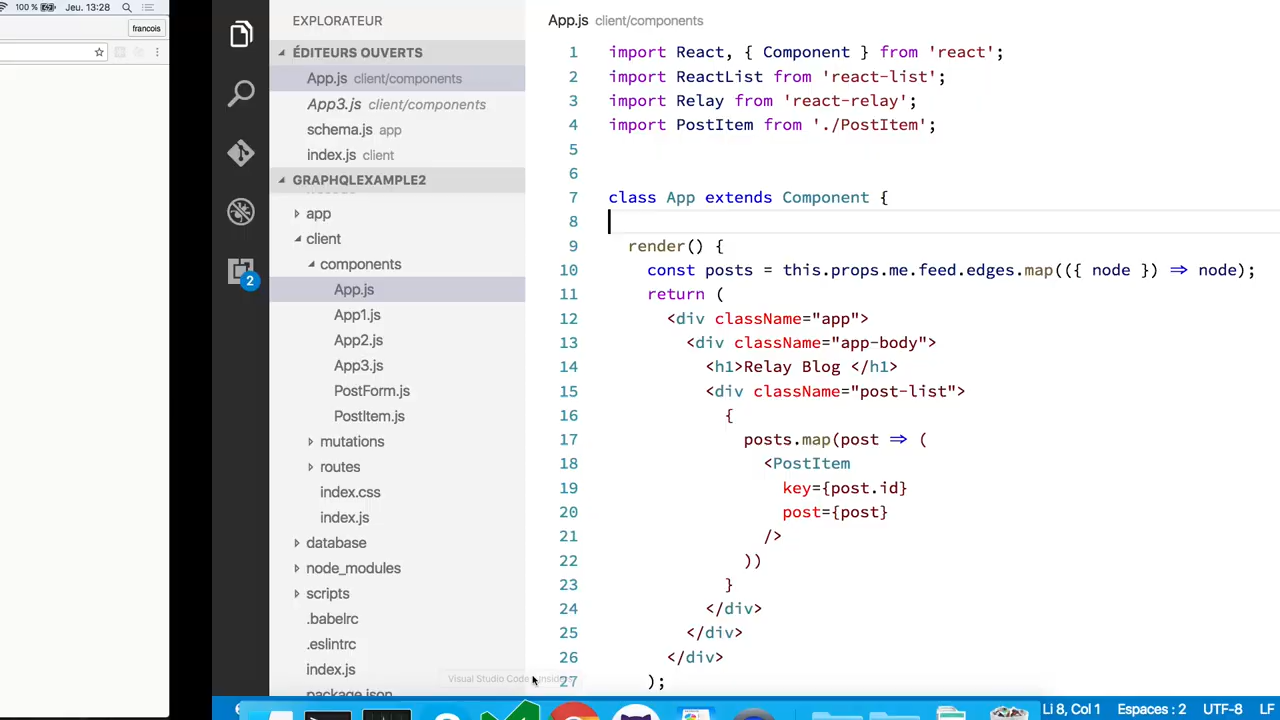 100 % Jeu. 13:28
francois
EXPLORATEUR
ÉDITEURS OUVERTS
App.js client/components
App3.js client/components
schema.js app
index.js client
GRAPHQLEXAMPLE2
app
client
components
App.js
App1.js
App2.js
App3.js
PostForm.js
PostItem.js
mutations
routes
index.css
index.js
database
node_modules
scripts
.babelrc
.eslintrc
index.js
package.json
2
App.js client/components
1 import React, { Component } from 'react';
2 import ReactList from 'react-list';
3 import Relay from 'react-relay';
4 import PostItem from './PostItem';
5
6
7 class App extends Component {
8
9 render() {
10 const posts = this.props.me.feed.edges.map(({ node }) => node);
11 return (
12 <div className="app">
13 <div className="app-body">
14 <h1>Relay Blog </h1>
15 <div className="post-list">
16 {
17 posts.map(post => (
18 <PostItem
19 key={post.id}
20 post={post}
21 />
22 ))
23 }
24 </div>
25 </div>
26 </div>
27 );
Visual Studio Code - Insiders
Li 8, Col 1 Espaces : 2 UTF-8 LF